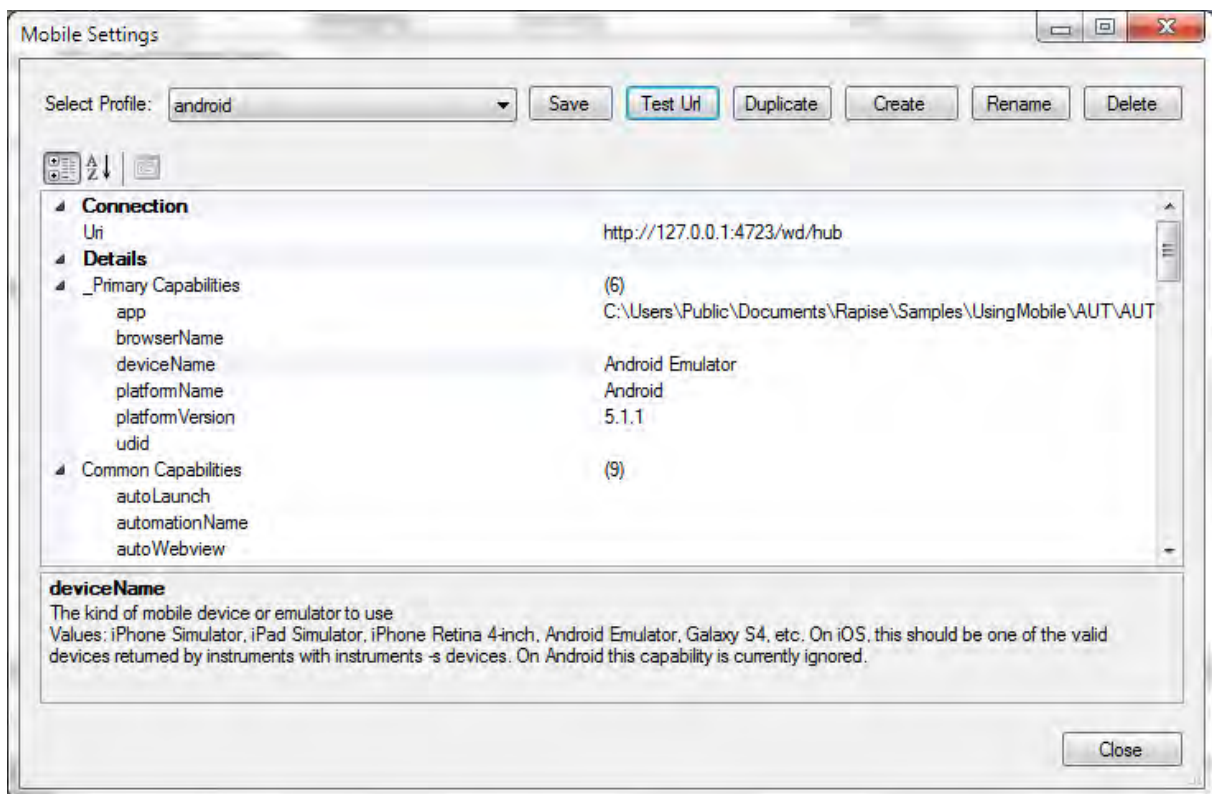 Mobile Settings
Select Profile: android Save Test Url Duplicate Create Rename Delete
Connection
Uri http://127.0.0.1:4723/wd/hub
Details
_Primary Capabilities (6)
app C:\Users\Public\Documents\Rapise\Samples\UsingMobile\AUT\AUT
browserName
deviceName Android Emulator
platformName Android
platformVersion 5.1.1
udid
Common Capabilities (9)
autoLaunch
automationName
autoWebview
deviceName
The kind of mobile device or emulator to use
Values: iPhone Simulator, iPad Simulator, iPhone Retina 4-inch, Android Emulator, Galaxy S4, etc. On iOS, this should be one of the valid
devices returned by instruments with instruments -s devices. On Android this capability is currently ignored.
Close